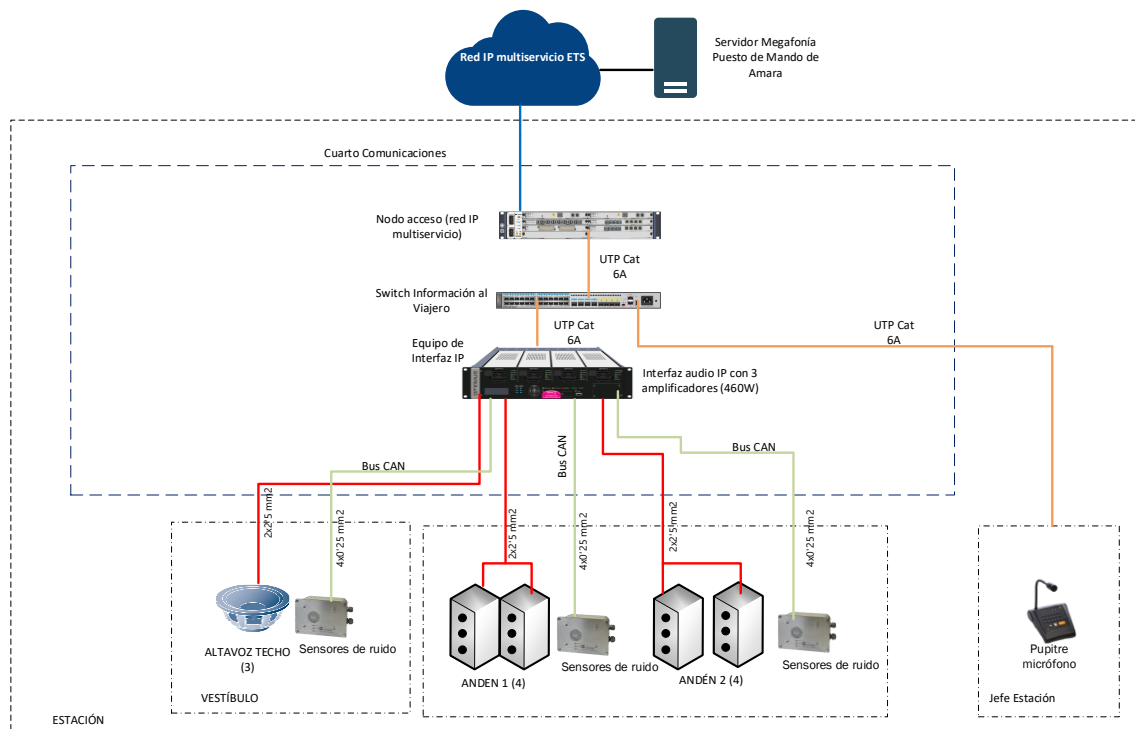 Red IP multiservicio ETS
Servidor Megafonía
Puesto de Mando de
Amara
Cuarto Comunicaciones
Nodo acceso (red IP
multiservicio)
UTP Cat
6A
Switch Información al
Viajero
UTP Cat
6A
UTP Cat
6A
Equipo de
Interfaz IP
Interfaz audio IP con 3
amplificadores (460W)
Bus CAN
Bus CAN
Bus CAN
2x2'5 mm2
4x0'25 mm2
2x2'5 mm2
4x0'25 mm2
2x2'5 mm2
4x0'25 mm2
ALTAVOZ TECHO
(3)
Sensores de ruido
VESTÍBULO
ANDEN 1 (4)
Sensores de ruido
ANDÉN 2 (4)
Sensores de ruido
Pupitre
micrófono
Jefe Estación
ESTACIÓN